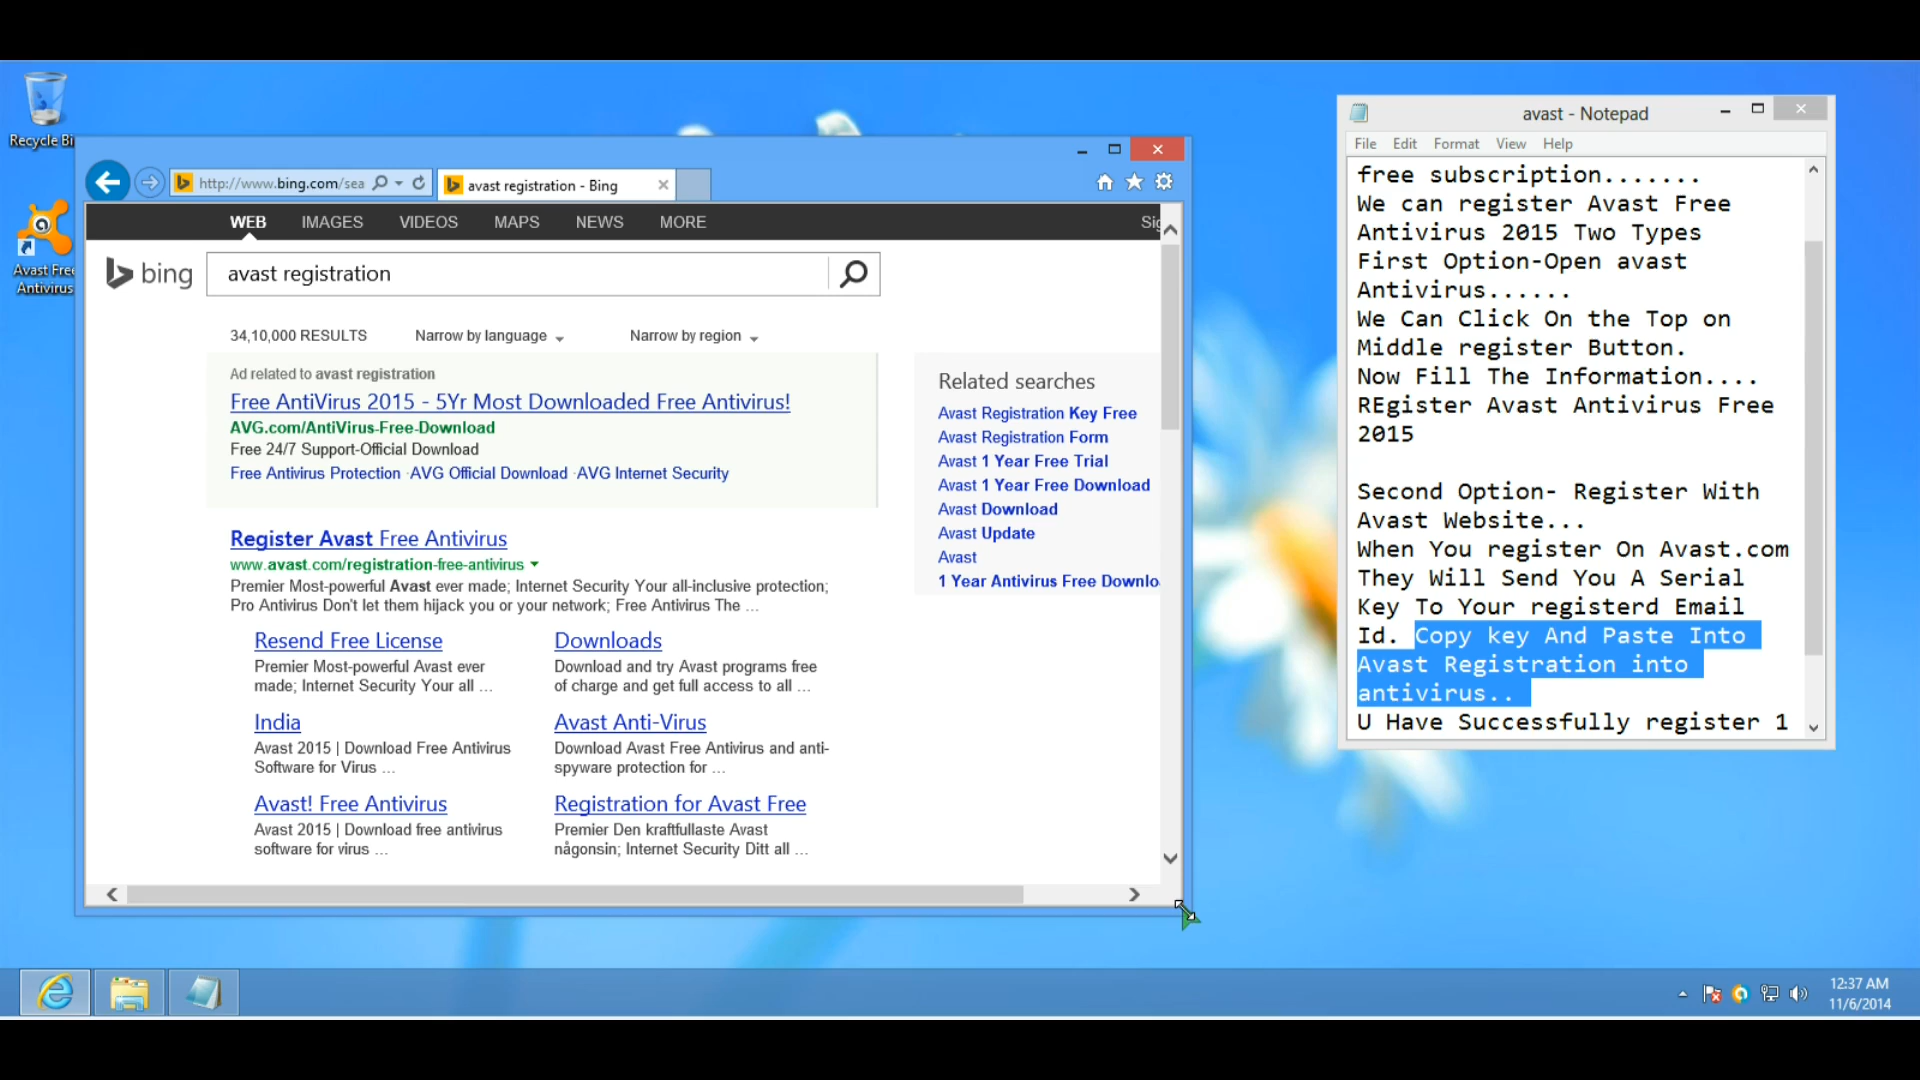 Recycle Bi
Avast Free
Antivirus
http://www.bing.com/sea
avast registration - Bing
WEB IMAGES VIDEOS MAPS NEWS MORE
bing
avast registration
34,10,000 RESULTS Narrow by language Narrow by region
Ad related to avast registration
Free AntiVirus 2015 - 5Yr Most Downloaded Free Antivirus!
AVG.com/AntiVirus-Free-Download
Free 24/7 Support-Official Download
Free Antivirus Protection ·AVG Official Download ·AVG Internet Security
Register Avast Free Antivirus
www.avast.com/registration-free-antivirus
Premier Most-powerful Avast ever made; Internet Security Your all-inclusive protection;
Pro Antivirus Don't let them hijack you or your network; Free Antivirus The ...
Resend Free License
Premier Most-powerful Avast ever
made; Internet Security Your all ...
Downloads
Download and try Avast programs free
of charge and get full access to all ...
India
Avast 2015 | Download Free Antivirus
Software for Virus ...
Avast Anti-Virus
Download Avast Free Antivirus and anti-
spyware protection for ...
Avast! Free Antivirus
Avast 2015 | Download free antivirus
software for virus ...
Registration for Avast Free
Premier Den kraftfullaste Avast
någonsin; Internet Security Ditt all ...
Related searches
Avast Registration Key Free
Avast Registration Form
Avast 1 Year Free Trial
Avast 1 Year Free Download
Avast Download
Avast Update
Avast
1 Year Antivirus Free Downlo
avast - Notepad
File Edit Format View Help
free subscription.......
We can register Avast Free
Antivirus 2015 Two Types
First Option-Open avast
Antivirus......
We Can Click On the Top on
Middle register Button.
Now Fill The Information....
REgister Avast Antivirus Free
2015
Second Option- Register With
Avast Website...
When You register On Avast.com
They Will Send You A Serial
Key To Your registerd Email
Id. Copy key And Paste Into
Avast Registration into
antivirus..
U Have Successfully register 1
12:37 AM
11/6/2014